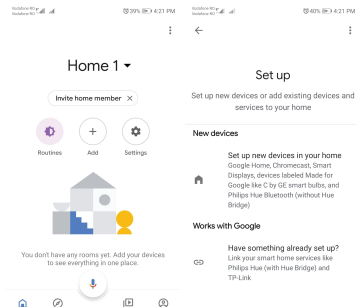 Vodafone RO
Vodafone RO
39% 4:21 PM
Home 1
Invite home member ×
Routines Add Settings
You don't have any rooms yet. Add your devices
to see everything in one place.
Vodafone RO
Vodafone RO
40% 4:21 PM
Set up
Set up new devices or add existing devices and
services to your home
New devices
Set up new devices in your home
Google Home, Chromecast, Smart
Displays, devices labeled Made for
Google like C by GE smart bulbs, and
Philips Hue Bluetooth (without Hue
Bridge)
Works with Google
Have something already set up?
Link your smart home services like
Philips Hue (with Hue Bridge) and
TP-Link